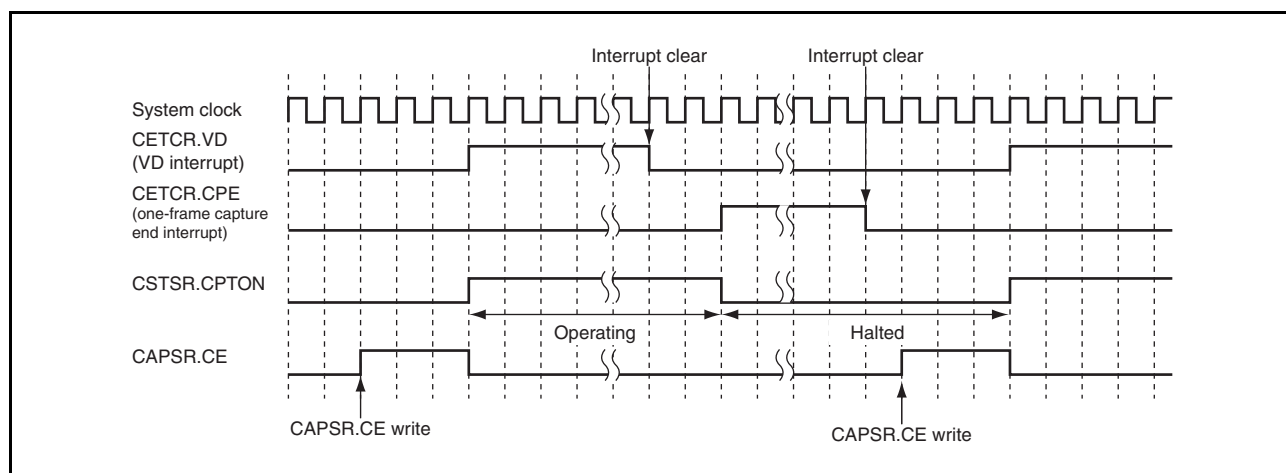 Interrupt clear
Interrupt clear
System clock
CETCR.VD
(VD interrupt)
CETCR.CPE
(one-frame capture
end interrupt)
CSTSR.CPTON
Operating
Halted
CAPSR.CE
CAPSR.CE write
CAPSR.CE write